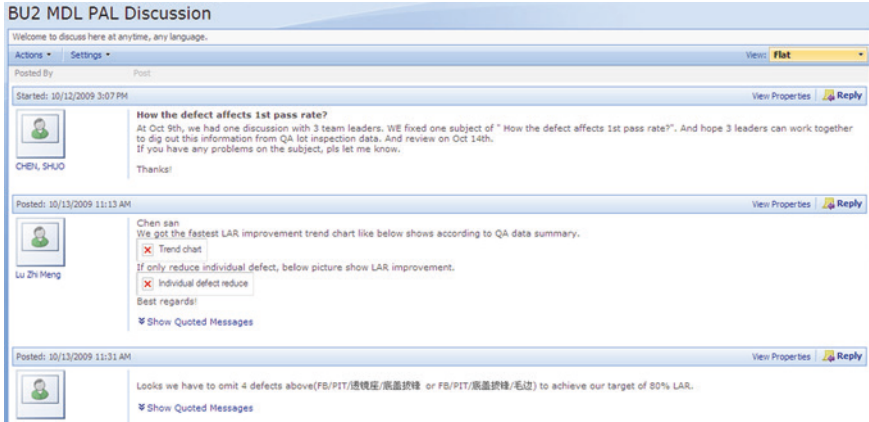 BU2 MDL PAL Discussion
Welcome to discuss here at anytime, any language.
Actions Settings View: Flat
Posted By Post
Started: 10/12/2009 3:07 PM View Properties Reply
How the defect affects 1st pass rate?
At Oct 9th, we had one discussion with 3 team leaders. WE fixed one subject of " How the defect affects 1st pass rate?". And hope 3 leaders can work together
to dig out this information from QA lot inspection data. And review on Oct 14th.
If you have any problems on the subject, pls let me know.
CHEN, SHUO
Thanks!
Posted: 10/13/2009 11:13 AM View Properties Reply
Chen san
We got the fastest LAR improvement trend chart like below shows according to QA data summary.
Trend chart
If only reduce individual defect, below picture show LAR improvement.
Lu Zhi Meng
Individual defect reduce
Best regards!
Show Quoted Messages
Posted: 10/13/2009 11:31 AM View Properties Reply
Looks we have to omit 4 defects above(FB/PIT/透镜座/底盖披锋 or FB/PIT/底盖披锋/毛边) to achieve our target of 80% LAR.
Show Quoted Messages